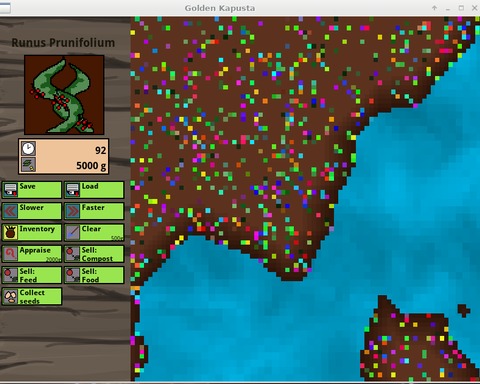 Golden Kapusta
Runus Prunifolium
92
5000 g
Save
Load
Slower
Faster
Inventory
Clear
500g
Appraise
2000g
Sell:
Compost
Sell:
Feed
Sell:
Food
Collect
seeds